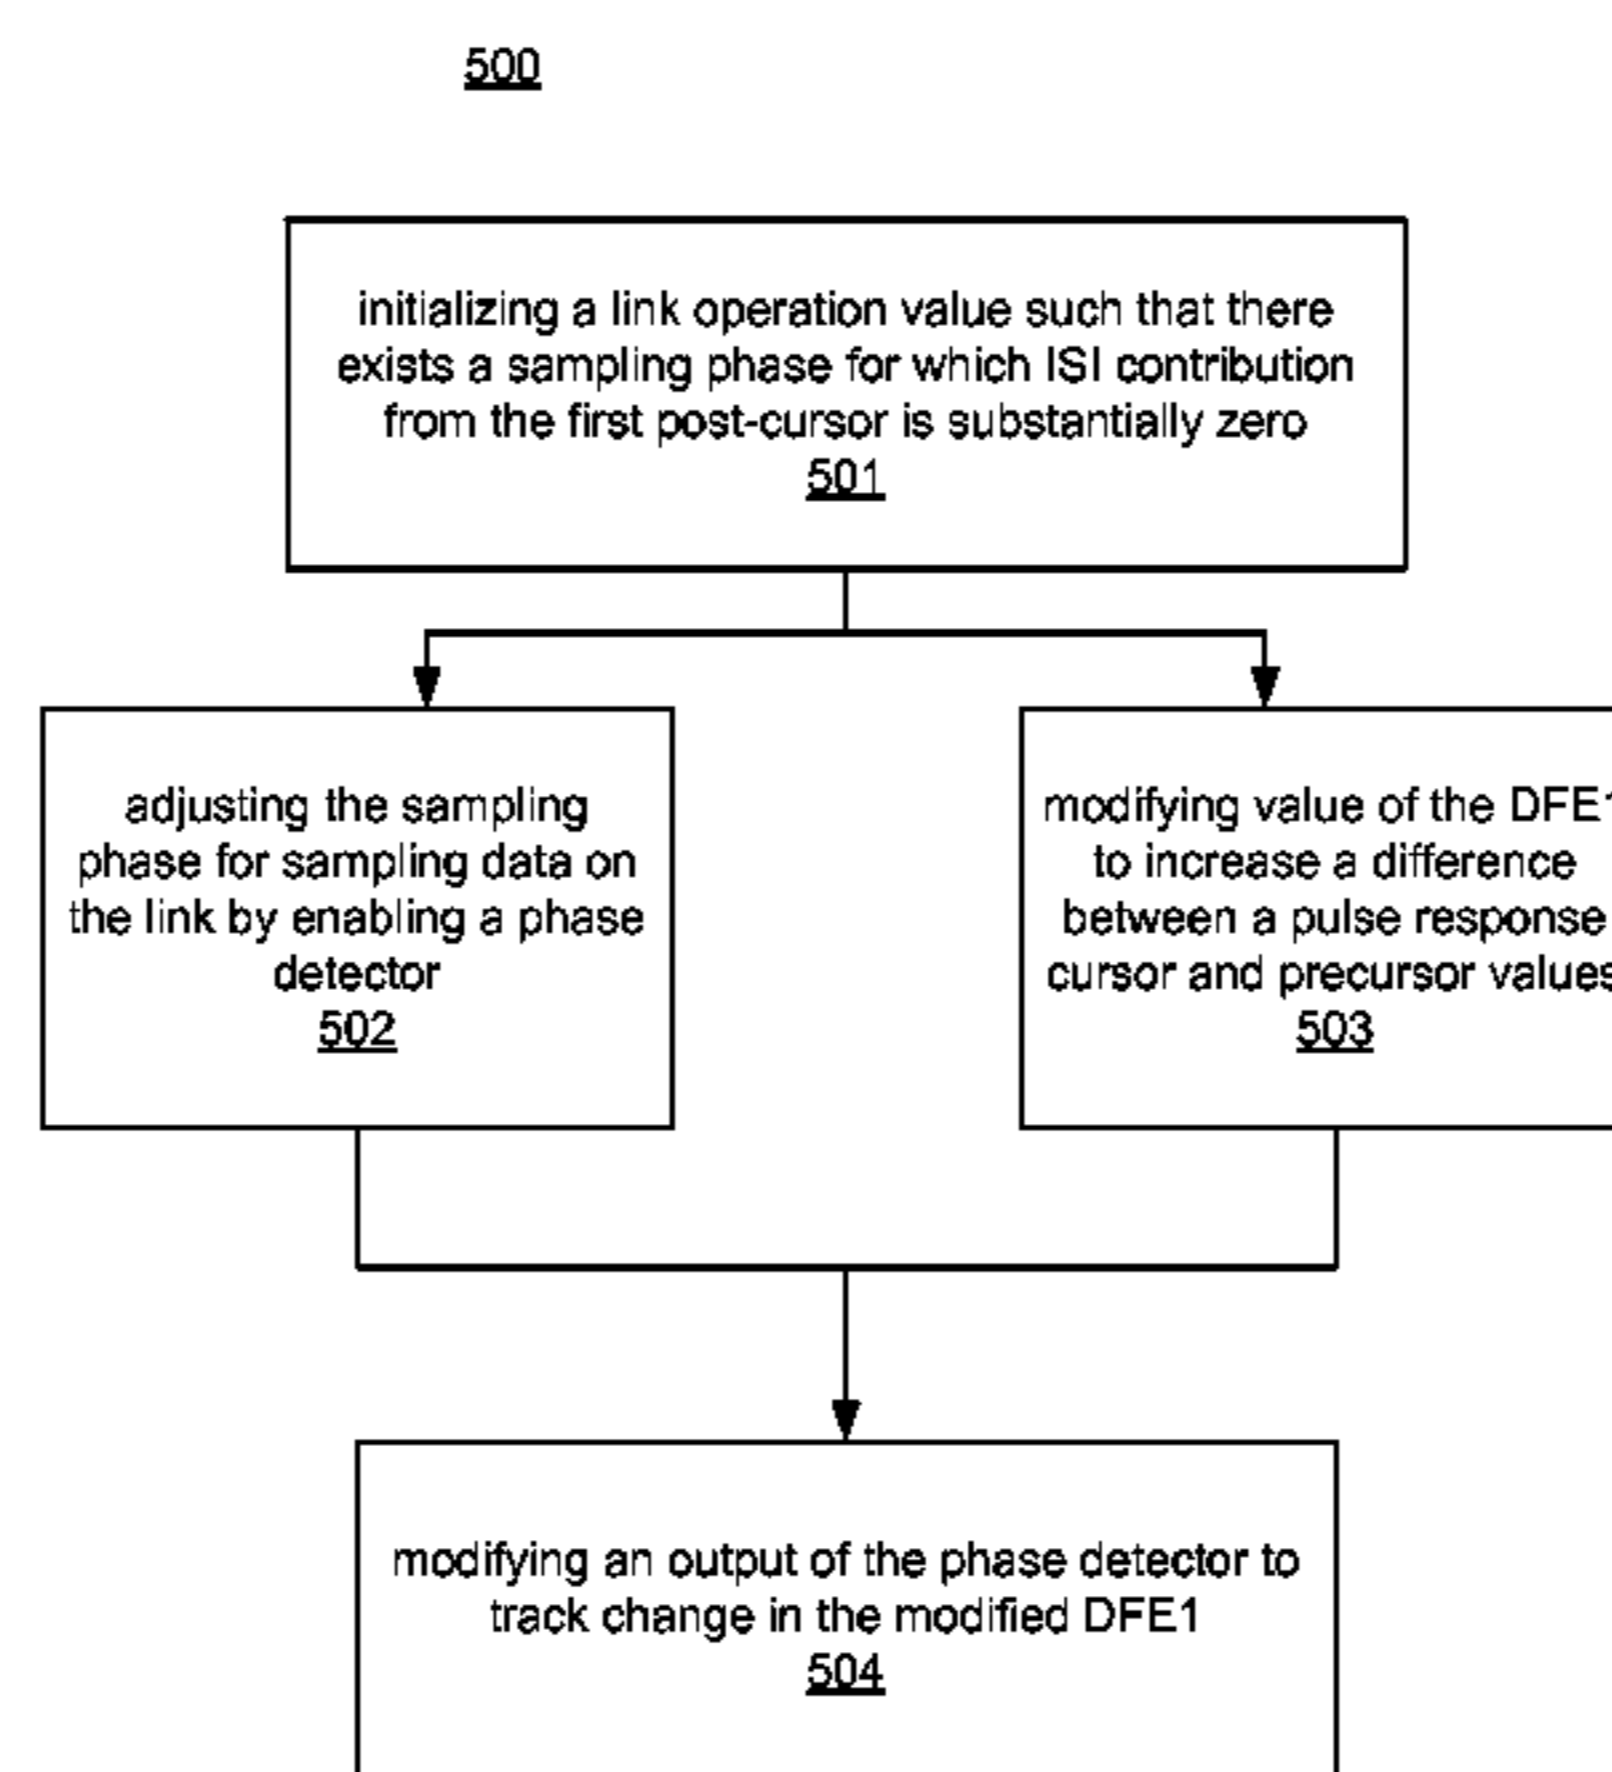 500
initializing a link operation value such that there
exists a sampling phase for which ISI contribution
from the first post-cursor is substantially zero
501
adjusting the sampling
phase for sampling data on
the link by enabling a phase
detector
502
modifying value of the DFE1
to increase a difference
between a pulse response
cursor and precursor values
503
modifying an output of the phase detector to
track change in the modified DFE1
504